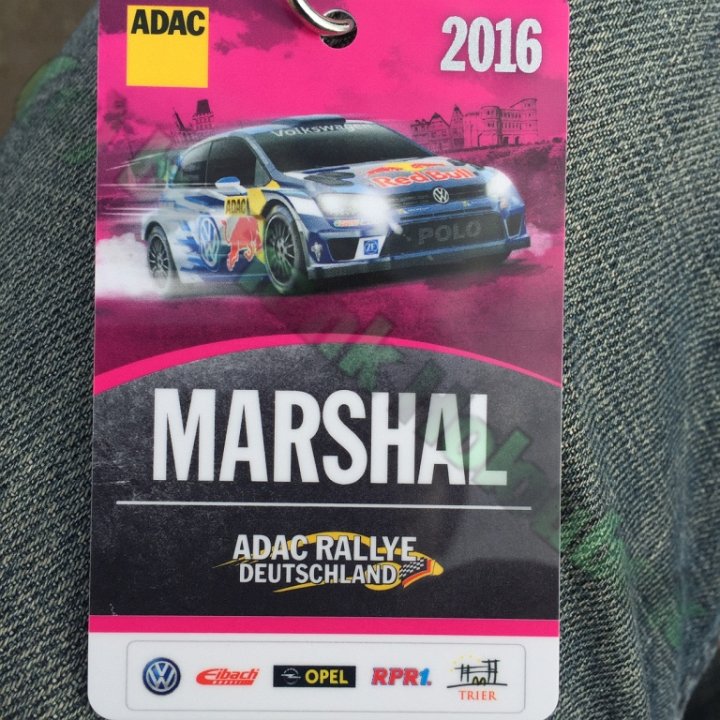 ADAC
2016
Volkswagen
Red Bull
ADAC
POLO
MARSHAL
ADAC RALLYE
DEUTSCHLAND
Eibach
OPEL
RPR1.
TRIER